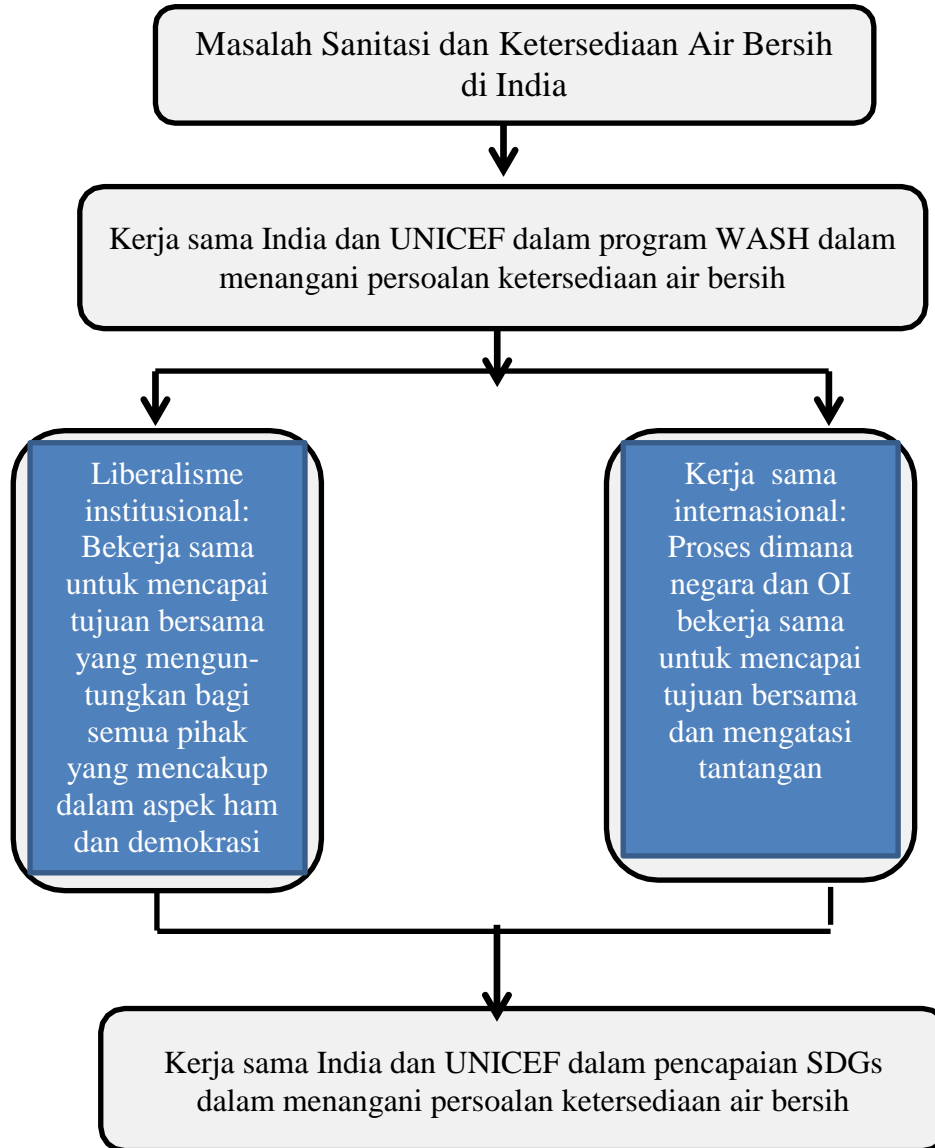 Masalah Sanitasi dan Ketersediaan Air Bersih
di India
Kerja sama India dan UNICEF dalam program WASH dalam
menangani persoalan ketersediaan air bersih
Liberalisme
institusional:
Bekerja sama
untuk mencapai
tujuan bersama
yang mengun-
tungkan bagi
semua pihak
yang mencakup
dalam aspek ham
dan demokrasi
Kerja sama
internasional:
Proses dimana
negara dan OI
bekerja sama
untuk mencapai
tujuan bersama
dan mengatasi
tantangan
Kerja sama India dan UNICEF dalam pencapaian SDGs
dalam menangani persoalan ketersediaan air bersih